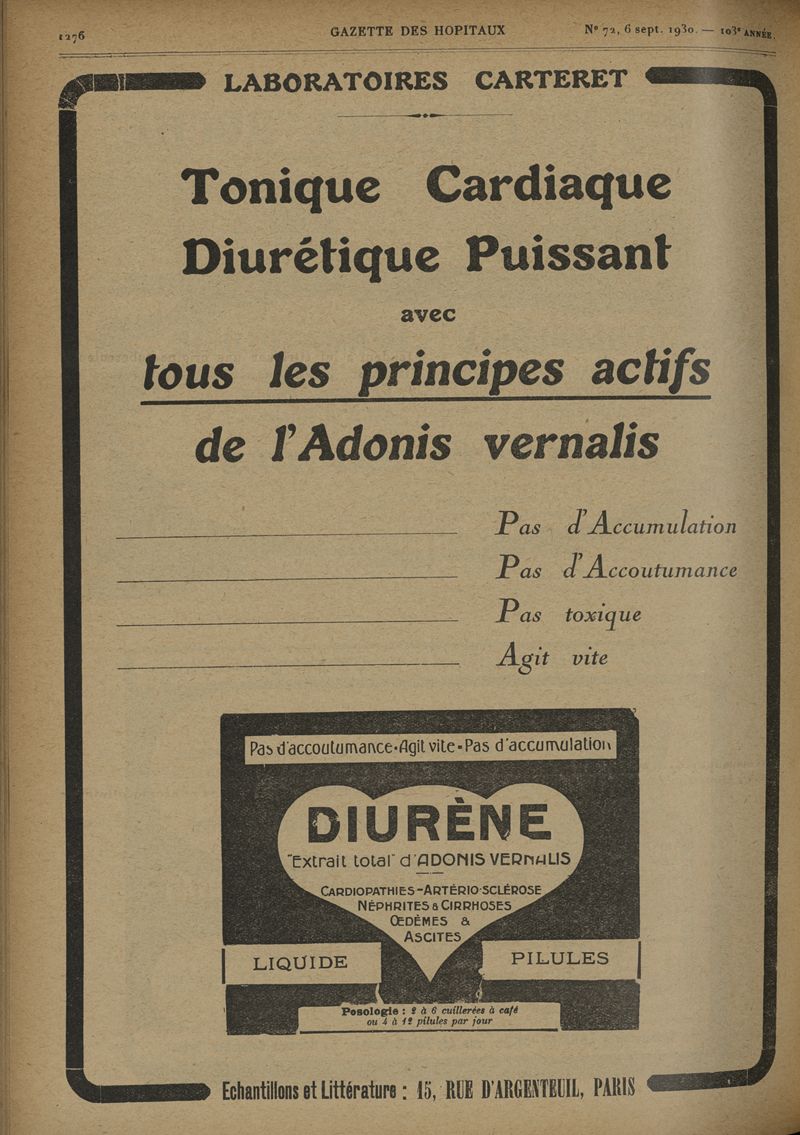 1276
GAZETTE DES HOPITAUX
N° 72, 6 sept. 1930. — 103e ANNÉE.
LABORATOIRES CARTERET
Tonique Cardiaque
Diurétique Puissant
avec
tous les principes actifs
de l'Adonis vernalis
Pas d'Accumulation
Pas d'Accoutumance
Pas toxique
Agit vite
Pas d'accoutumance-Agit vite-Pas d'accumulation
DIURÈNE
"Extrait total" d'ADONIS VERNALIS
CARDIOPATHIES-ARTÉRIO-SCLÉROSE
NÉPHRITES & CIRRHOSES
ŒDÈMES &
ASCITES
LIQUIDE
PILULES
Posologie : 2 à 6 cuillerées à café
ou 4 à 12 pilules par jour
Echantillons et Littérature : 15, RUE D'ARGENTEUIL, PARIS